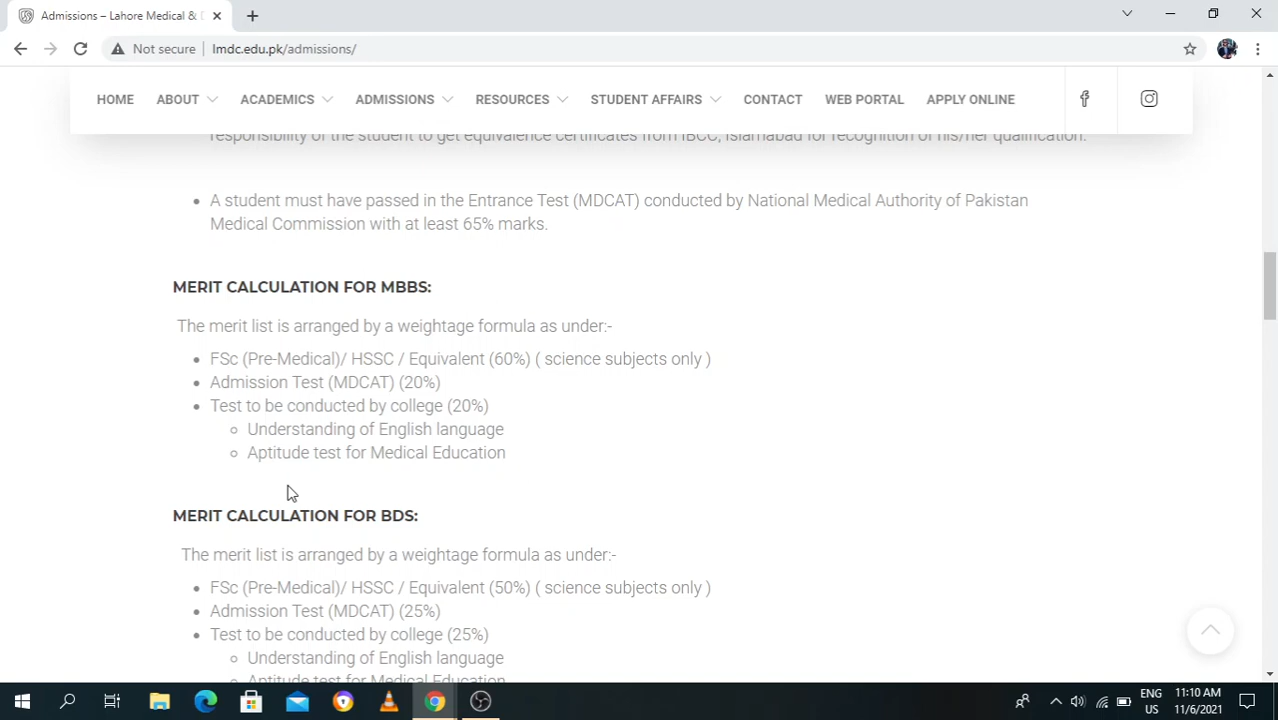 Admissions – Lahore Medical &
Not secure
lmdc.edu.pk/admissions/
HOME ABOUT ACADEMICS ADMISSIONS RESOURCES STUDENT AFFAIRS CONTACT WEB PORTAL APPLY ONLINE
responsibility of the student to get equivalence certificates from IBCC, Islamabad for recognition of his/her qualification.
• A student must have passed in the Entrance Test (MDCAT) conducted by National Medical Authority of Pakistan
Medical Commission with at least 65% marks.
MERIT CALCULATION FOR MBBS:
The merit list is arranged by a weightage formula as under:-
• FSc (Pre-Medical)/ HSSC / Equivalent (60%) ( science subjects only )
• Admission Test (MDCAT) (20%)
• Test to be conducted by college (20%)
○ Understanding of English language
○ Aptitude test for Medical Education
MERIT CALCULATION FOR BDS:
The merit list is arranged by a weightage formula as under:-
• FSc (Pre-Medical)/ HSSC / Equivalent (50%) ( science subjects only )
• Admission Test (MDCAT) (25%)
• Test to be conducted by college (25%)
○ Understanding of English language
○ Aptitude test for Medical Education
ENG
US
11:10 AM
11/6/2021